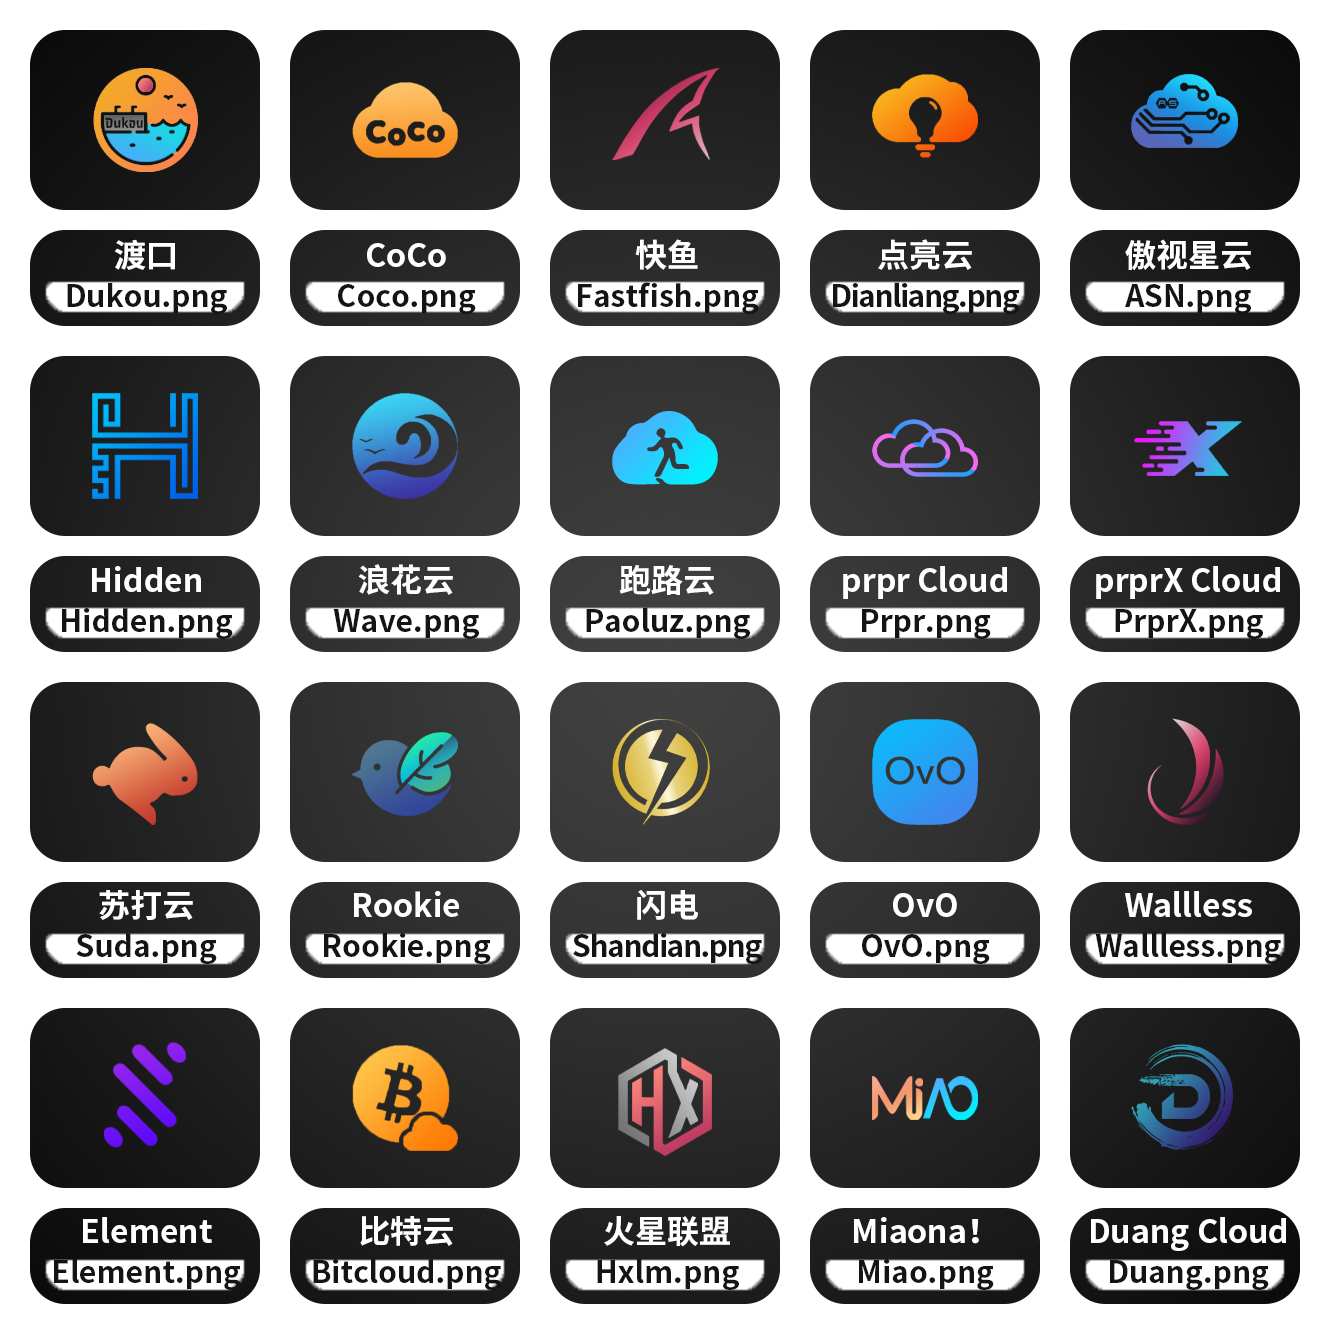 Dukou
CoCo
AS
渡口
Dukou.png
CoCo
Coco.png
快鱼
Fastfish.png
点亮云
Dianliang.png
傲视星云
ASN.png
H
X
Hidden
Hidden.png
浪花云
Wave.png
跑路云
Paoluz.png
prpr Cloud
Prpr.png
prprX Cloud
PrprX.png
OvO
苏打云
Suda.png
Rookie
Rookie.png
闪电
Shandian.png
OvO
OvO.png
Wallless
Wallless.png
B
HX
MiAO
D
Element
Element.png
比特云
Bitcloud.png
火星联盟
Hxlm.png
Miaona!
Miao.png
Duang Cloud
Duang.png